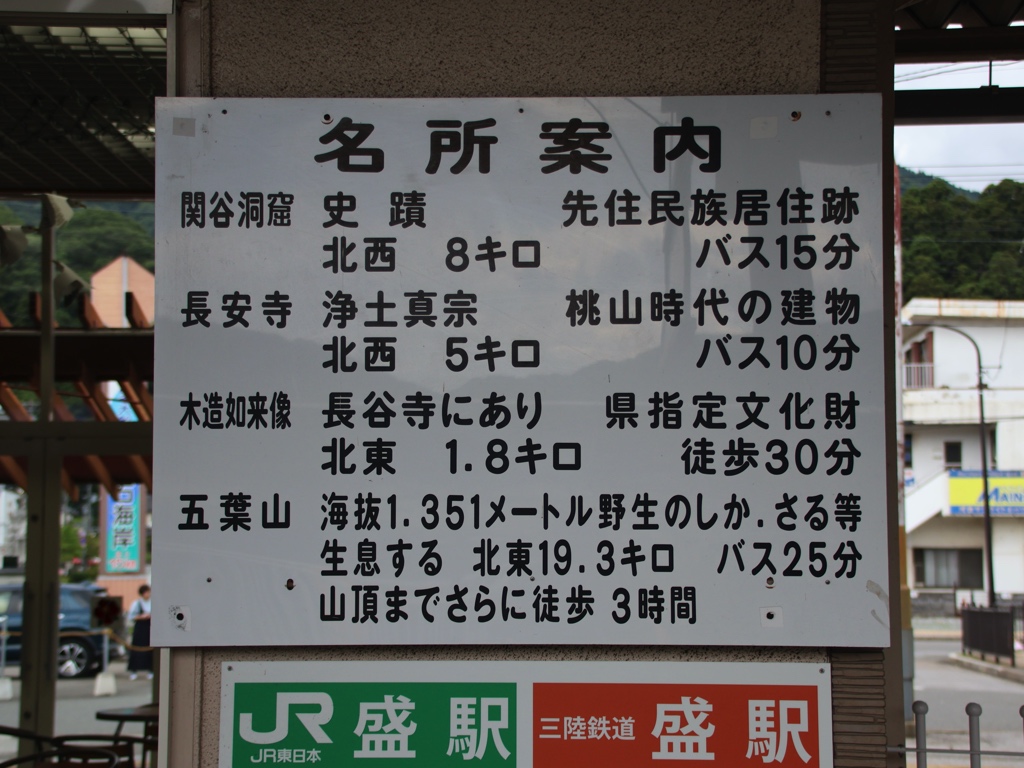 名所案内
関谷洞窟 史蹟 先住民族居住跡
北西 8キロ バス15分
長安寺 浄土真宗 桃山時代の建物
北西 5キロ バス10分
木造如来像 長谷寺にあり 県指定文化財
北東 1.8キロ 徒歩30分
五葉山 海抜1.351メートル野生のしか.さる等
生息する 北東19.3キロ バス25分
山頂までさらに徒歩 3時間
JR 盛駅
JR東日本
三陸鉄道 盛駅
海岸